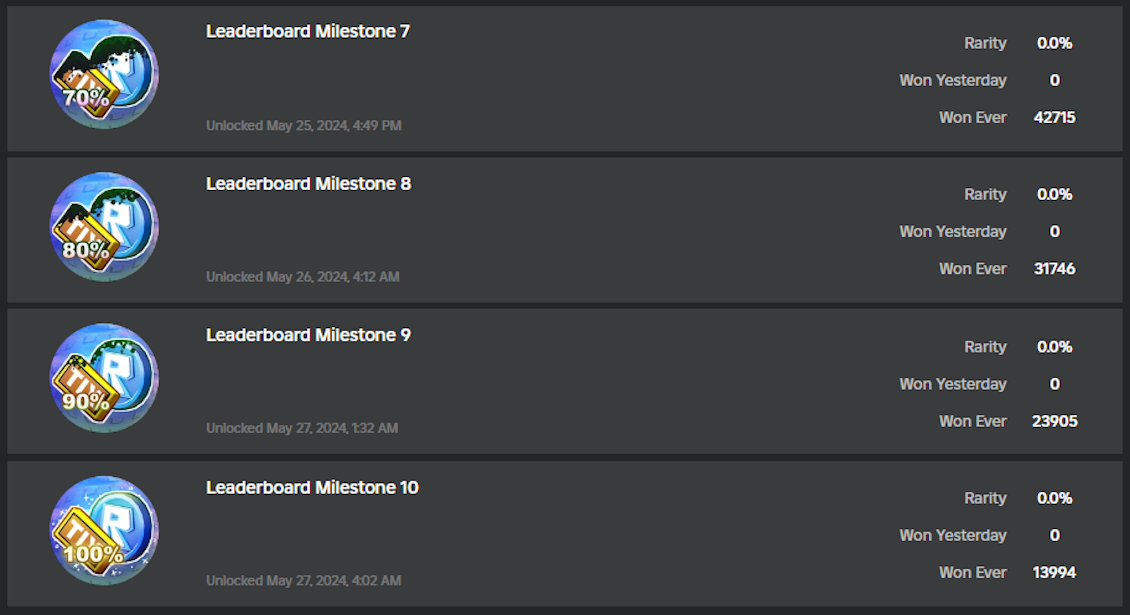 Leaderboard Milestone 7
Rarity 0.0%
Won Yesterday 0
70%
Won Ever 42715
Unlocked May 25, 2024, 4:49 PM
Leaderboard Milestone 8
Rarity 0.0%
Won Yesterday 0
TIX
80%
Won Ever 31746
Unlocked May 26, 2024, 4:12 AM
Leaderboard Milestone 9
Rarity 0.0%
Won Yesterday 0
TIX
90%
Won Ever 23905
Unlocked May 27, 2024, 1:32 AM
Leaderboard Milestone 10
Rarity 0.0%
Won Yesterday 0
TIX
100%
Won Ever 13994
Unlocked May 27, 2024, 4:02 AM